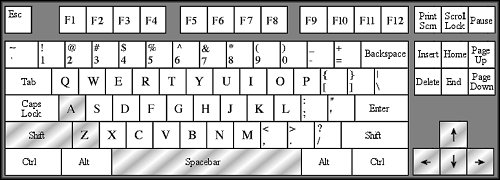 Esc F1 F2 F3 F4 F5 F6 F7 F8 F9 F10 F11 F12 Print Scrn Scroll Lock Pause
~ ` ! 1 @ 2 # 3 $ 4 % 5 ^ 6 & 7 * 8 ( 9 ) 0 _ - + = Backspace Insert Home Page Up
Tab Q W E R T Y U I O P { [ } ] | \ Delete End Page Down
Caps Lock A S D F G H J K L : ; " ' Enter
Shift Z X C V B N M < , > . ? / Shift ↑
Ctrl Alt Spacebar Alt Ctrl ← ↓ →